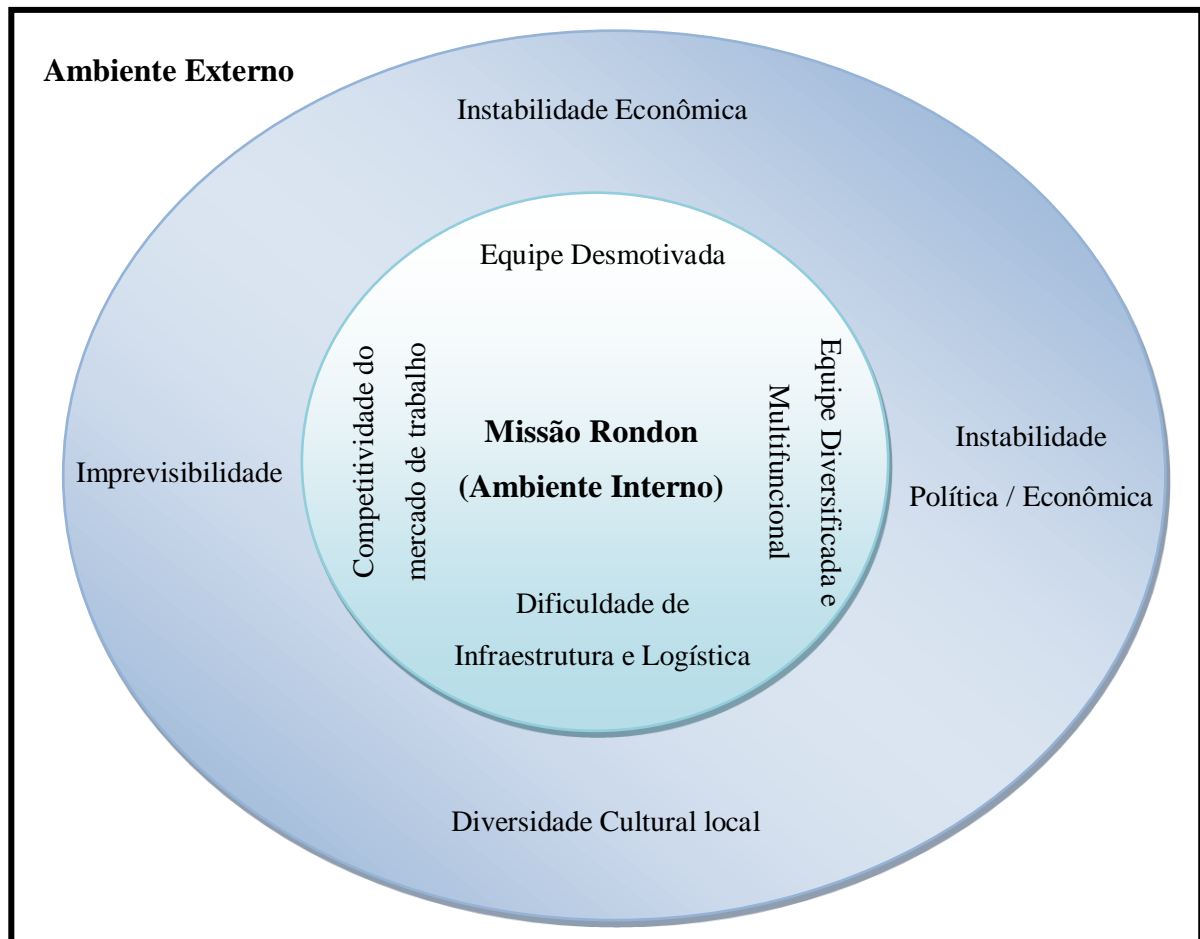 Ambiente Externo
Instabilidade Econômica
Equipe Desmotivada
Competitividade do
mercado de trabalho
Missão Rondon
(Ambiente Interno)
Equipe Diversificada e
Multifuncional
Imprevisibilidade
Instabilidade
Política / Econômica
Dificuldade de
Infraestrutura e Logística
Diversidade Cultural local